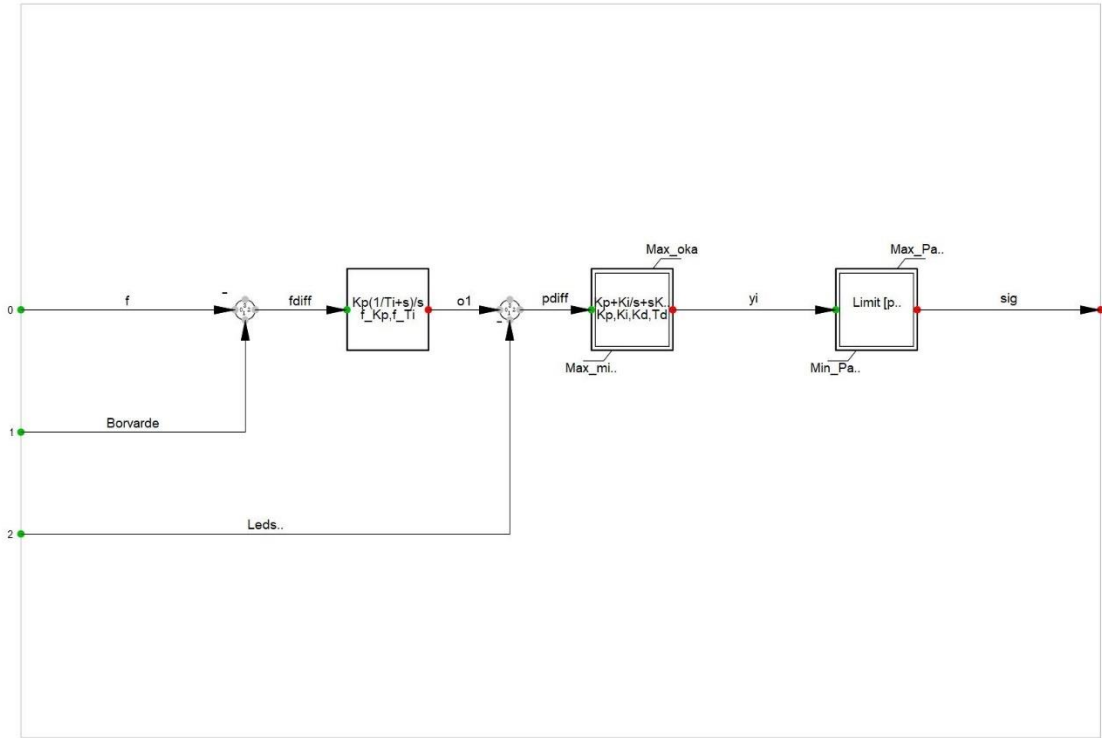 Max_oka
Max_Pa..
0
f
-
fdiff
Kp(1/Ti+s)/s
f_Kp,f_Ti
o1
-
pdiff
Kp+Ki/s+sK..
Kp,Ki,Kd,Td
yi
Limit [p..
sig
Max_mi..
Min_Pa..
1
Borvarde
2
Leds..